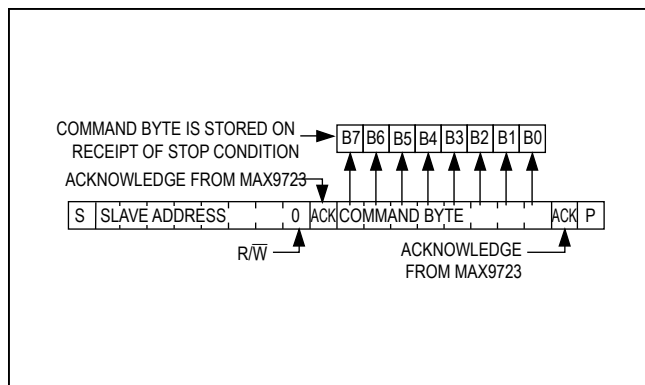 COMMAND BYTE IS STORED ON
RECEIPT OF STOP CONDITION
B7 B6 B5 B4 B3 B2 B1 B0
ACKNOWLEDGE FROM MAX9723
S SLAVE ADDRESS 0 ACK COMMAND BYTE ACK P
R/W̅
ACKNOWLEDGE
FROM MAX9723